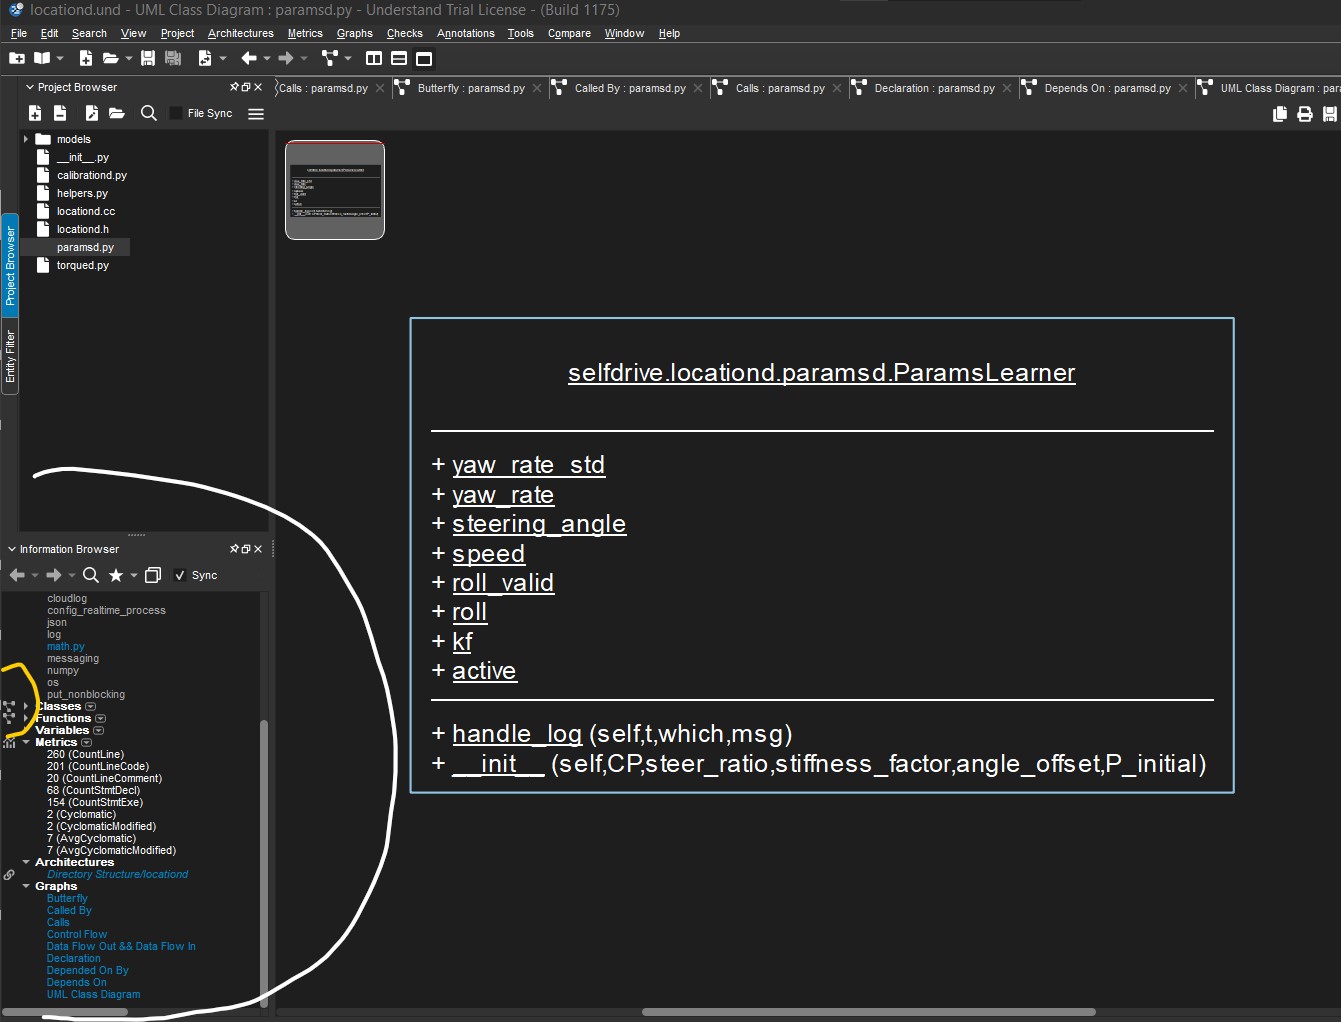 locationd.und - UML Class Diagram : paramsd.py - Understand Trial License - (Build 1175)
File Edit Search View Project Architectures Metrics Graphs Checks Annotations Tools Compare Window Help
Project Browser
Calls : paramsd.py
Butterfly : paramsd.py
Called By : paramsd.py
Calls : paramsd.py
Declaration : paramsd.py
Depends On : paramsd.py
UML Class Diagram : par
File Sync
models
__init__.py
calibrationd.py
helpers.py
locationd.cc
locationd.h
paramsd.py
torqued.py
Project Browser
Entity Filter
Information Browser
Sync
cloudlog
config_realtime_process
json
log
math.py
messaging
numpy
os
put_nonblocking
Classes
Functions
Variables
Metrics
260 (CountLine)
201 (CountLineCode)
20 (CountLineComment)
68 (CountStmtDecl)
154 (CountStmtExe)
2 (Cyclomatic)
2 (CyclomaticModified)
7 (AvgCyclomatic)
7 (AvgCyclomaticModified)
Architectures
Directory Structure/locationd
Graphs
Butterfly
Called By
Calls
Control Flow
Data Flow Out && Data Flow In
Declaration
Depended On By
Depends On
UML Class Diagram
selfdrive.locationd.paramsd.ParamsLearner
+ yaw_rate_std
+ yaw_rate
+ steering_angle
+ speed
+ roll_valid
+ roll
+ kf
+ active
+ handle_log (self,t,which,msg)
+ __init__ (self,CP,steer_ratio,stiffness_factor,angle_offset,P_initial)